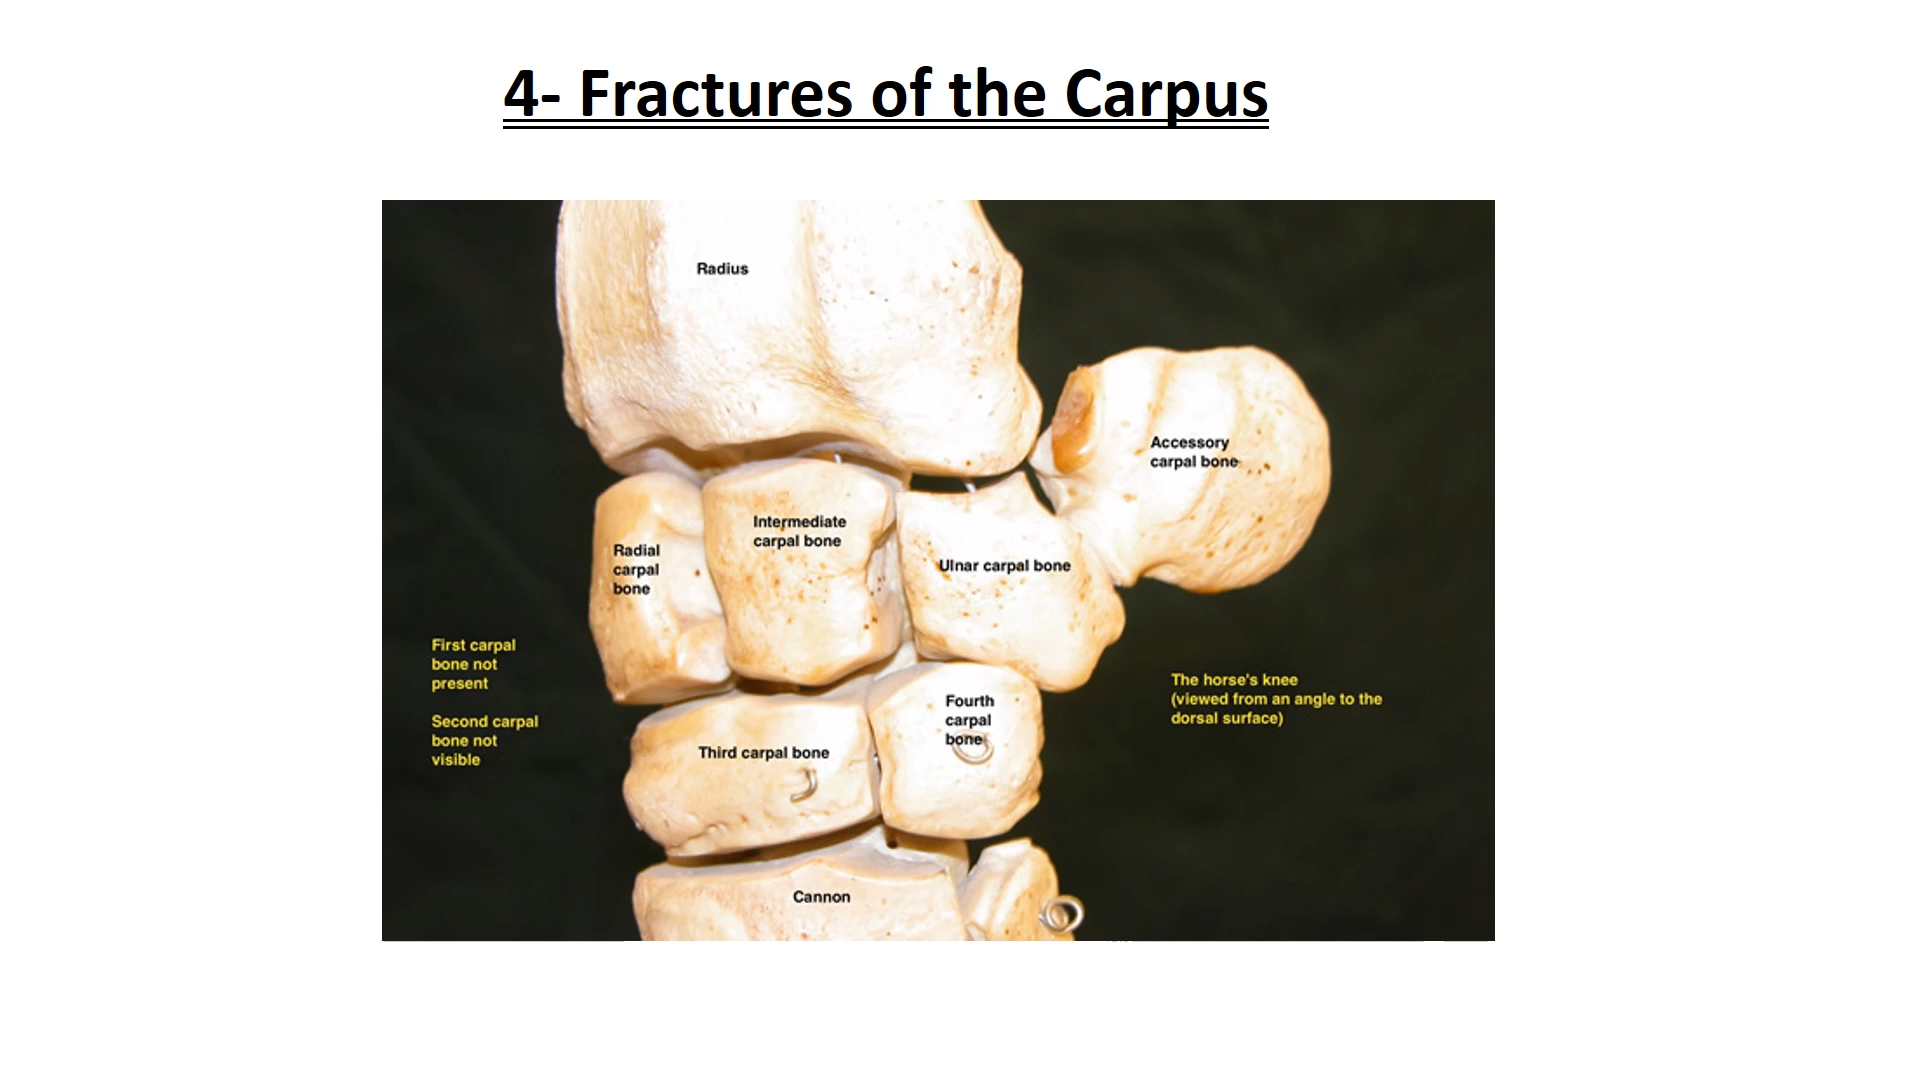 4- Fractures of the Carpus
Radius
Accessory
carpal bone
Intermediate
carpal bone
Radial
carpal
bone
Ulnar carpal bone
First carpal
bone not
present
Second carpal
bone not
visible
Fourth
carpal
bone
The horse's knee
(viewed from an angle to the
dorsal surface)
Third carpal bone
Cannon